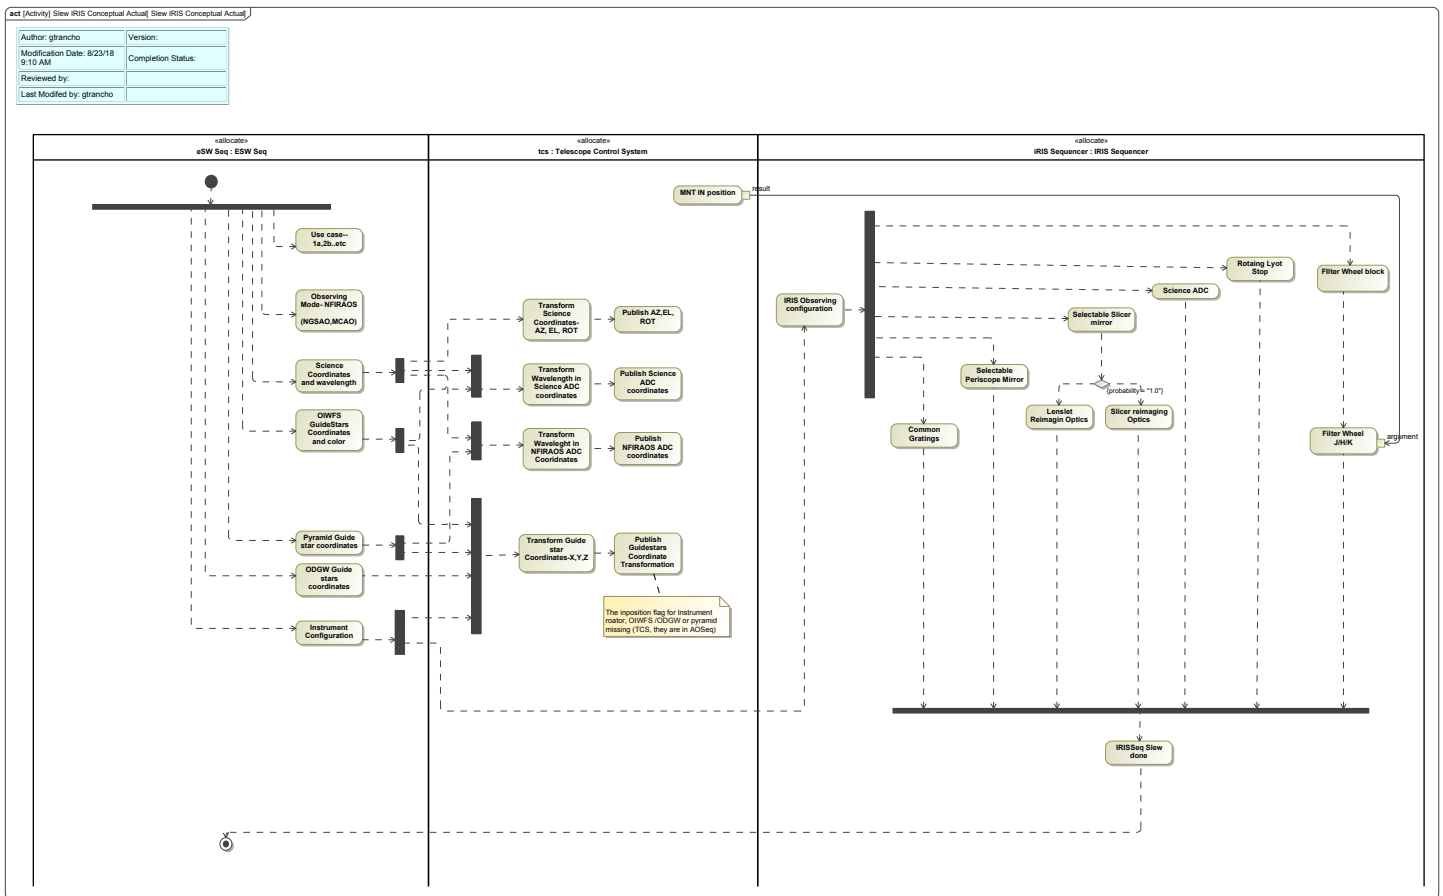 act [Activity] Slew IRIS Conceptual Actual[ Slew IRIS Conceptual Actual]
Author: gtrancho
Version:
Modification Date: 8/23/18
9:10 AM
Completion Status:
Reviewed by:
Last Modifed by: gtrancho
«allocate»
eSW Seq : ESW Seq
«allocate»
tcs : Telescope Control System
«allocate»
iRIS Sequencer : IRIS Sequencer
Use case--
1a,2b..etc
Observing
Mode- NFIRAOS
(NGSAO,MCAO)
Science
Coordinates
and wavelength
OIWFS
GuideStars
Coordinates
and color
Pyramid Guide
star coordinates
ODGW Guide
stars
coordinates
Instrument
Configuration
MNT IN position
result
Transform
Science
Coordinates-
AZ, EL, ROT
Publish AZ,EL,
ROT
Transform
Wavelength in
Science ADC
coordinates
Publish Science
ADC
coordinates
Transform
Waveleght in
NFIRAOS ADC
Cooridnates
Publish
NFIRAOS ADC
coordinates
Transform Guide
star
Coordinates-X,Y,Z
Publish
Guidestars
Coordinate
Transformation
The inposition flag for Instrument
roator, OIWFS /ODGW or pyramid
missing (TCS, they are in AOSeq)
IRIS Observing
configuration
Rotaing Lyot
Stop
FIlter Wheel block
Science ADC
Selectable Slicer
mirror
Selectable
Periscope Mirror
{probability= "1.0"}
Lenslet
Reimagin Optics
Slicer reimaging
Optics
Common
Gratings
Filter Wheel
J/H/K
argument
IRISSeq Slew
done